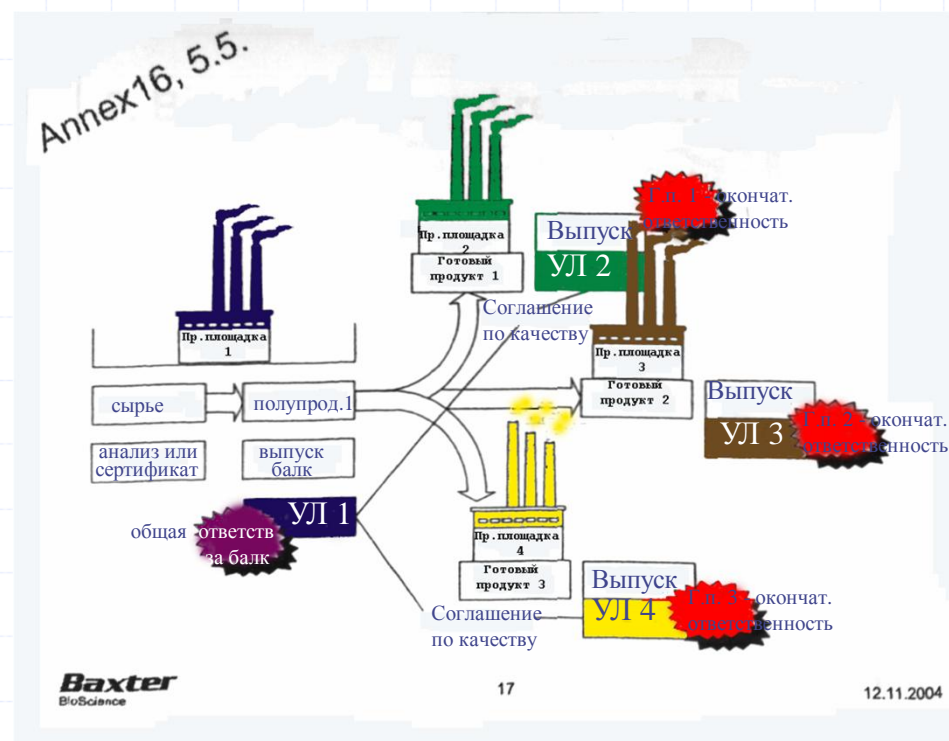 Annex16, 5.5.
Пр.площадка
2
Готовый
продукт 1
Выпуск
УЛ 2
Г.п. 1 окончат.
ответственность
Соглашение
по качеству
Пр.площадка
1
сырье
полупрод.1
анализ или
сертификат
выпуск
балк
УЛ 1
общая ответств
за балк
Пр.площадка
3
Готовый
продукт 2
Выпуск
УЛ 3
Г.п. 2 окончат.
ответственность
Пр.площадка
4
Готовый
продукт 3
Выпуск
УЛ 4
Г.п. 3 окончат.
ответственность
Соглашение
по качеству
Baxter
BioScience
17
12.11.2004